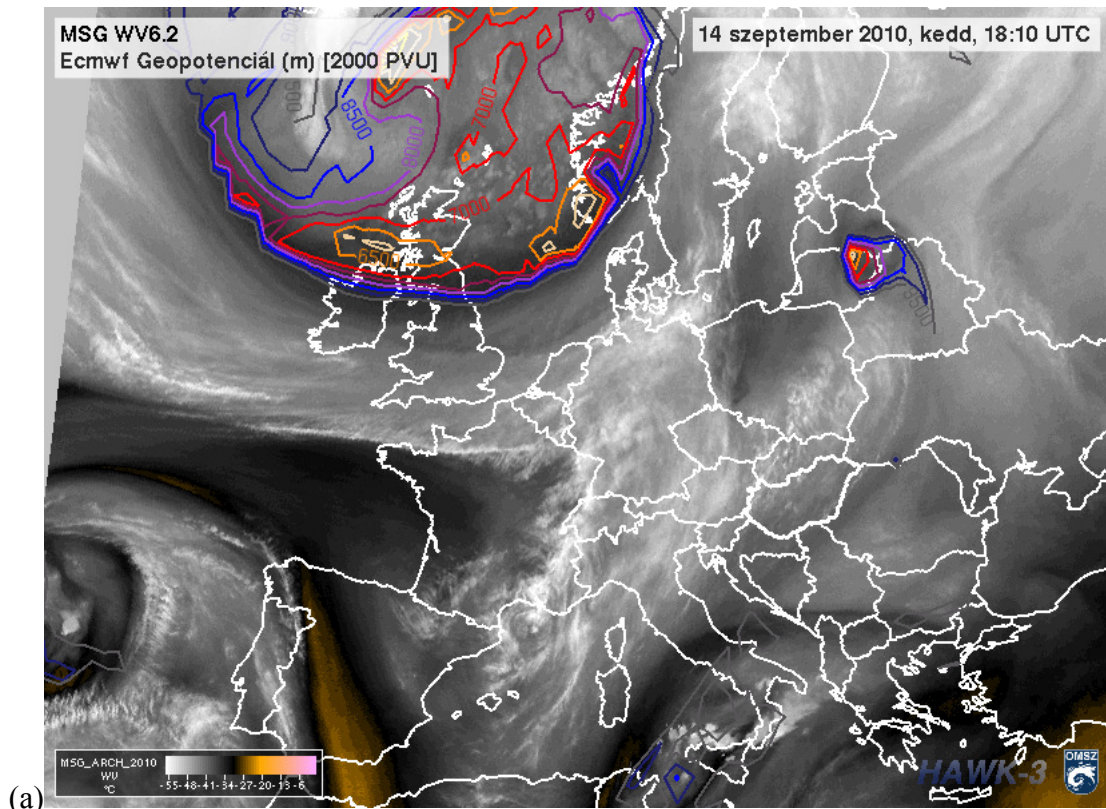 MSG WV6.2
Ecmwf Geopotenciál (m) [2000 PVU]
14 szeptember 2010, kedd, 18:10 UTC
8500
8000
7000
7000
6500
MSG_ARCH_2010
WV
°C
-55-48-41-34-27-20-13-6
HAWK-3
OMSZ
(a)